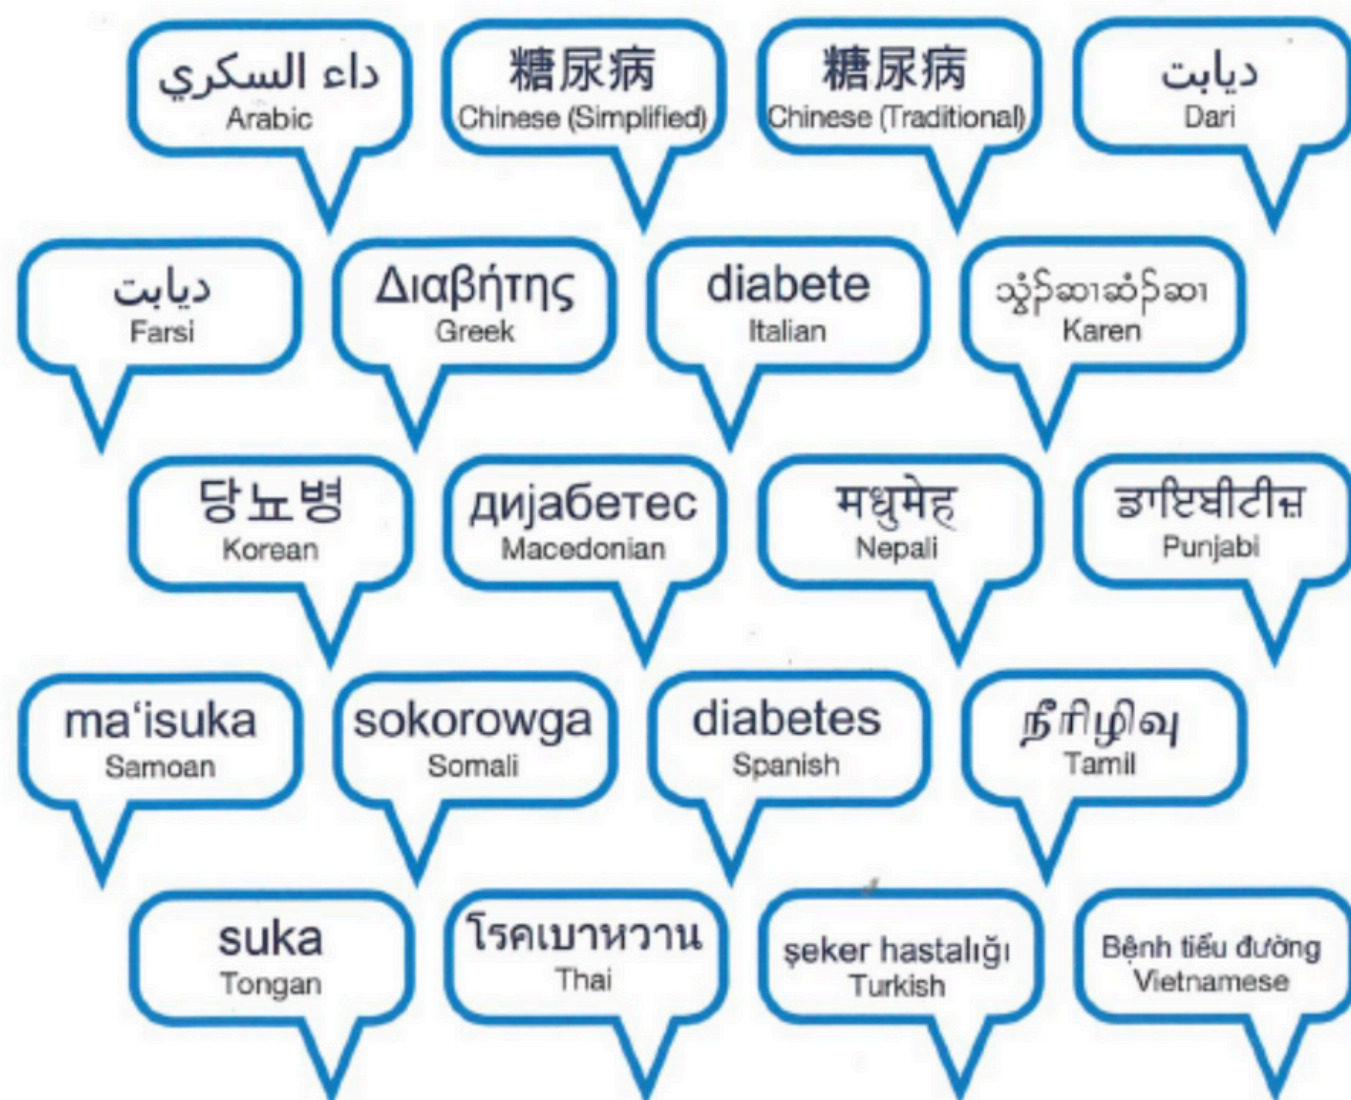 داء السكري
Arabic
糖尿病
Chinese (Simplified)
糖尿病
Chinese (Traditional)
ديابت
Dari
ديابت
Farsi
Διαβήτης
Greek
diabete
Italian
Karen
당뇨병
Korean
дијабетес
Macedonian
मधुमेह
Nepali
ਡਾਇਬੀਟੀਜ਼
Punjabi
ma‘isuka
Samoan
sokorowga
Somali
diabetes
Spanish
நீரிழிவு
Tamil
suka
Tongan
โรคเบาหวาน
Thai
şeker hastalığı
Turkish
Bệnh tiểu đường
Vietnamese